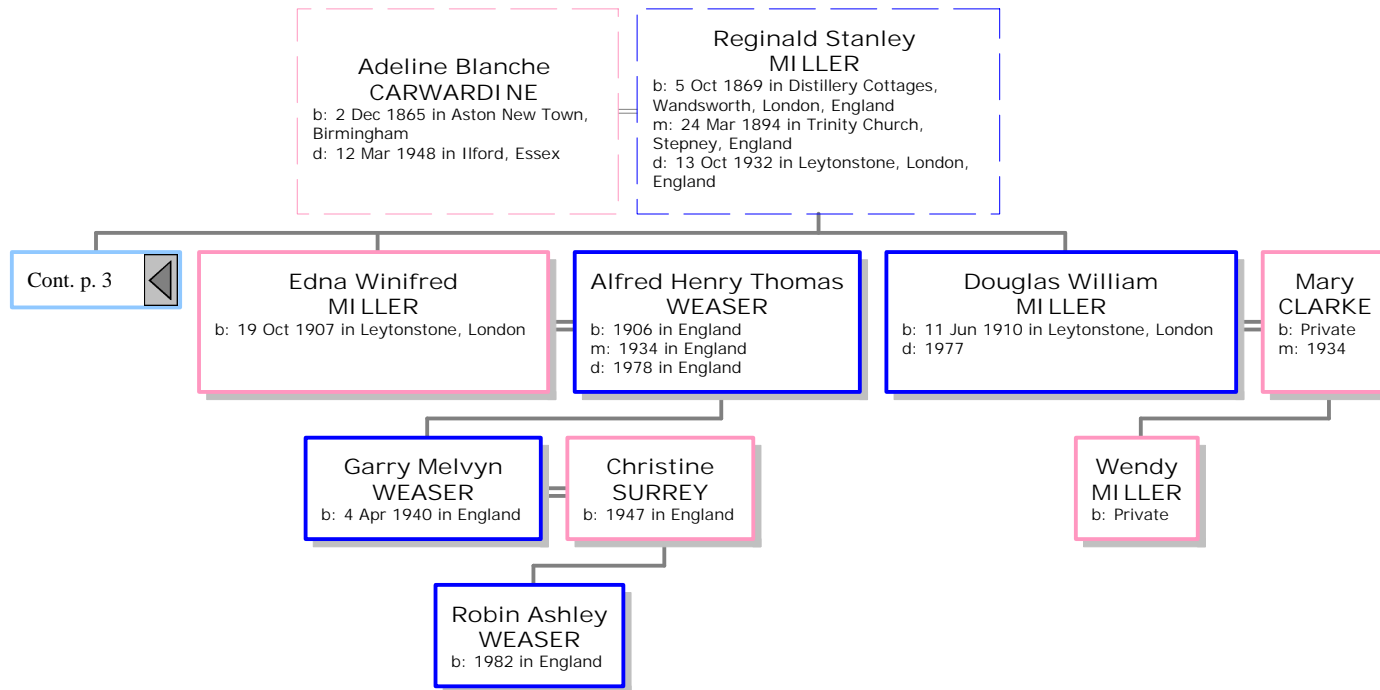 Adeline Blanche
CARWARDINE
b: 2 Dec 1865 in Aston New Town,
Birmingham
d: 12 Mar 1948 in Ilford, Essex
Reginald Stanley
MILLER
b: 5 Oct 1869 in Distillery Cottages,
Wandsworth, London, England
m: 24 Mar 1894 in Trinity Church,
Stepney, England
d: 13 Oct 1932 in Leytonstone, London,
England
Cont. p. 3
Edna Winifred
MILLER
b: 19 Oct 1907 in Leytonstone, London
Alfred Henry Thomas
WEASER
b: 1906 in England
m: 1934 in England
d: 1978 in England
Douglas William
MILLER
b: 11 Jun 1910 in Leytonstone, London
d: 1977
Mary
CLARKE
b: Private
m: 1934
Garry Melvyn
WEASER
b: 4 Apr 1940 in England
Christine
SURREY
b: 1947 in England
Wendy
MILLER
b: Private
Robin Ashley
WEASER
b: 1982 in England